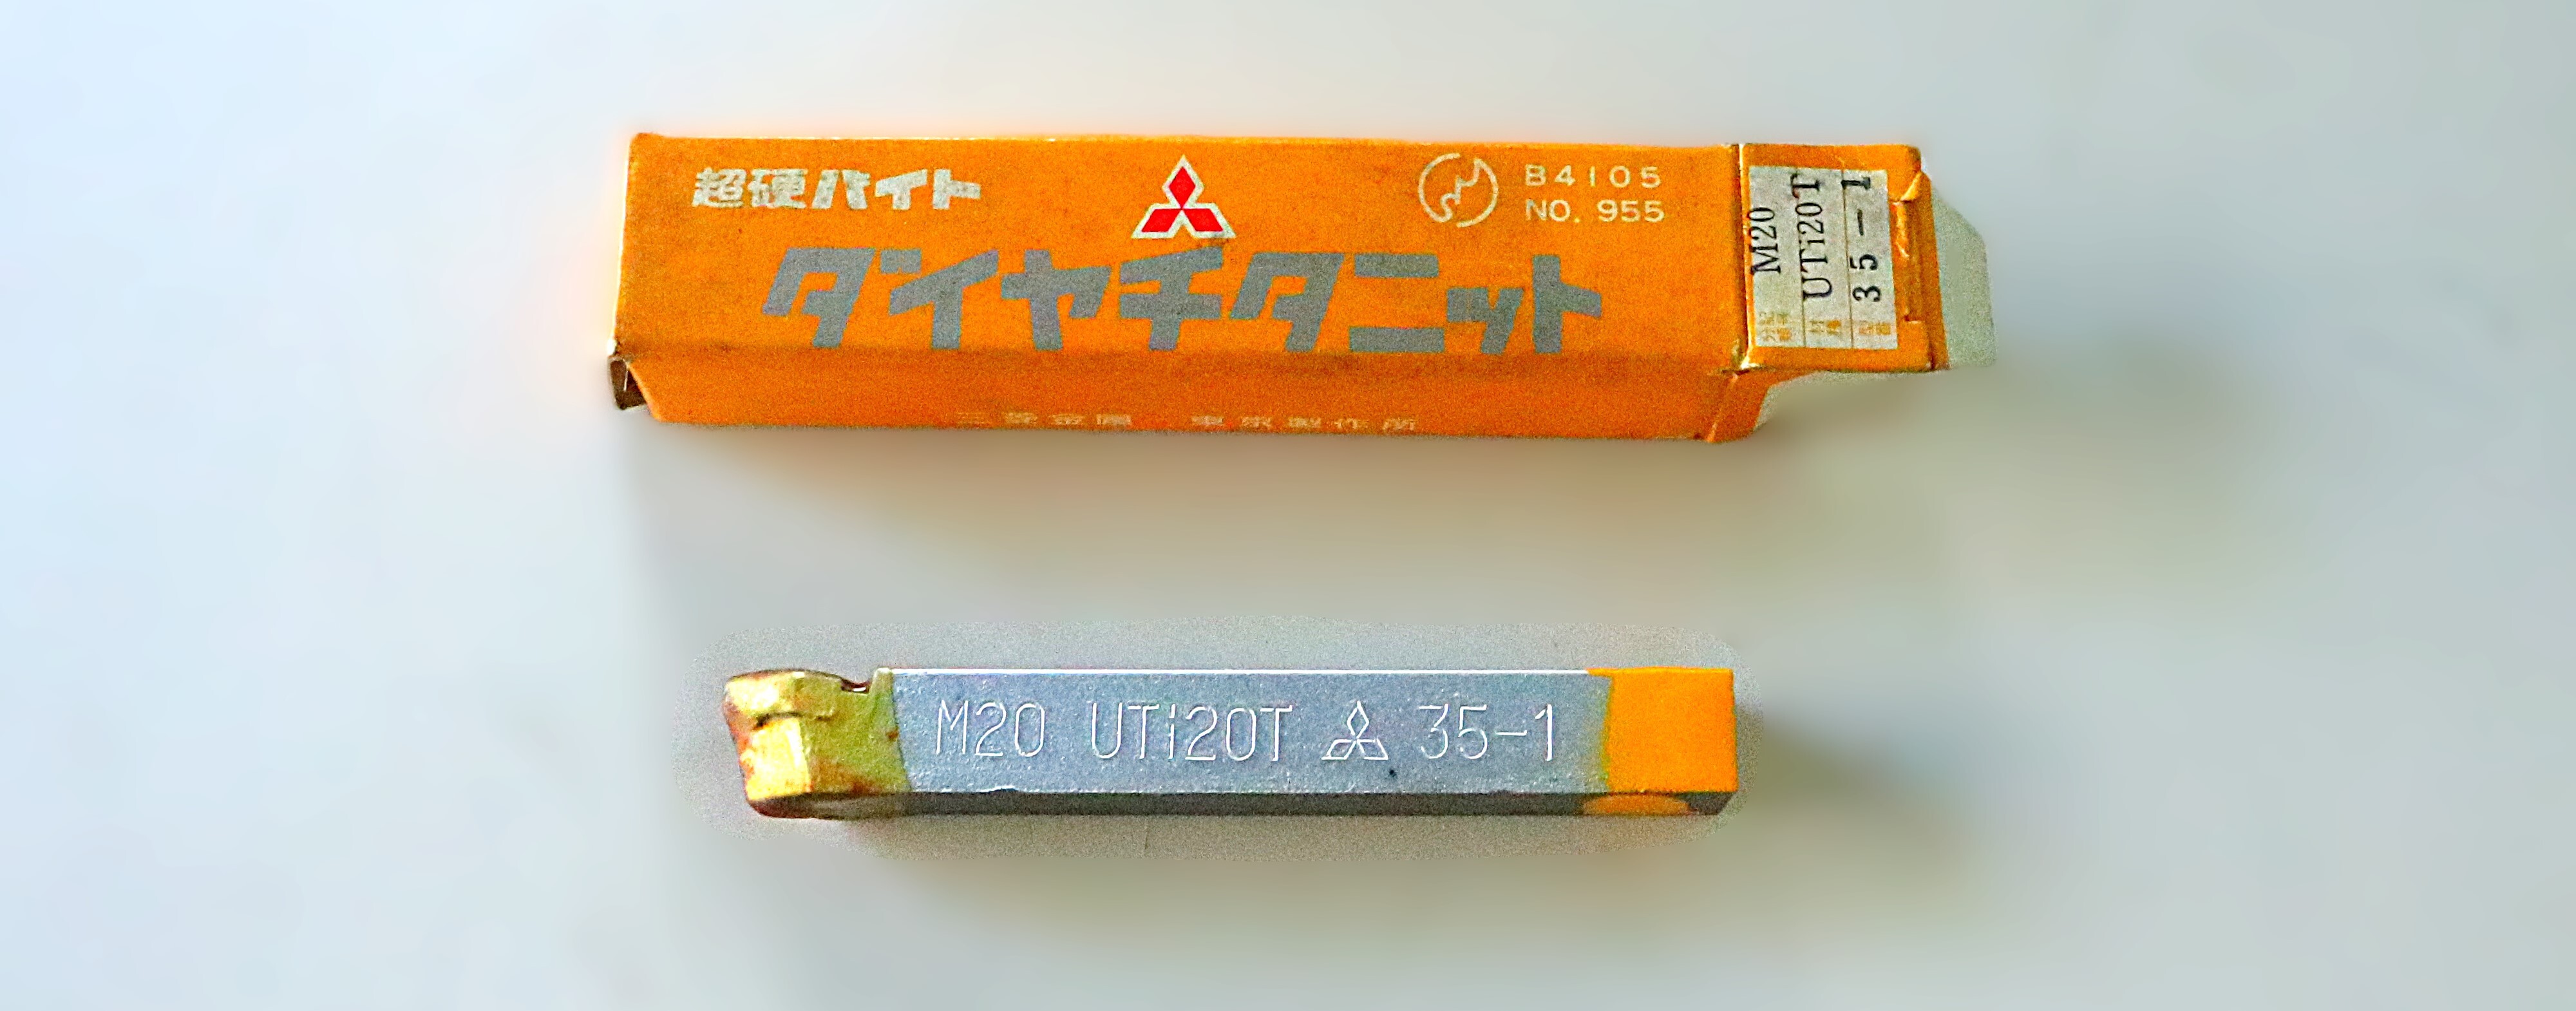 超硬バイト
B4105
NO. 955
ダイヤチタニット
三菱金属 東京製作所
M20
UTi20T
35-1
M20 UTi20T 35-1